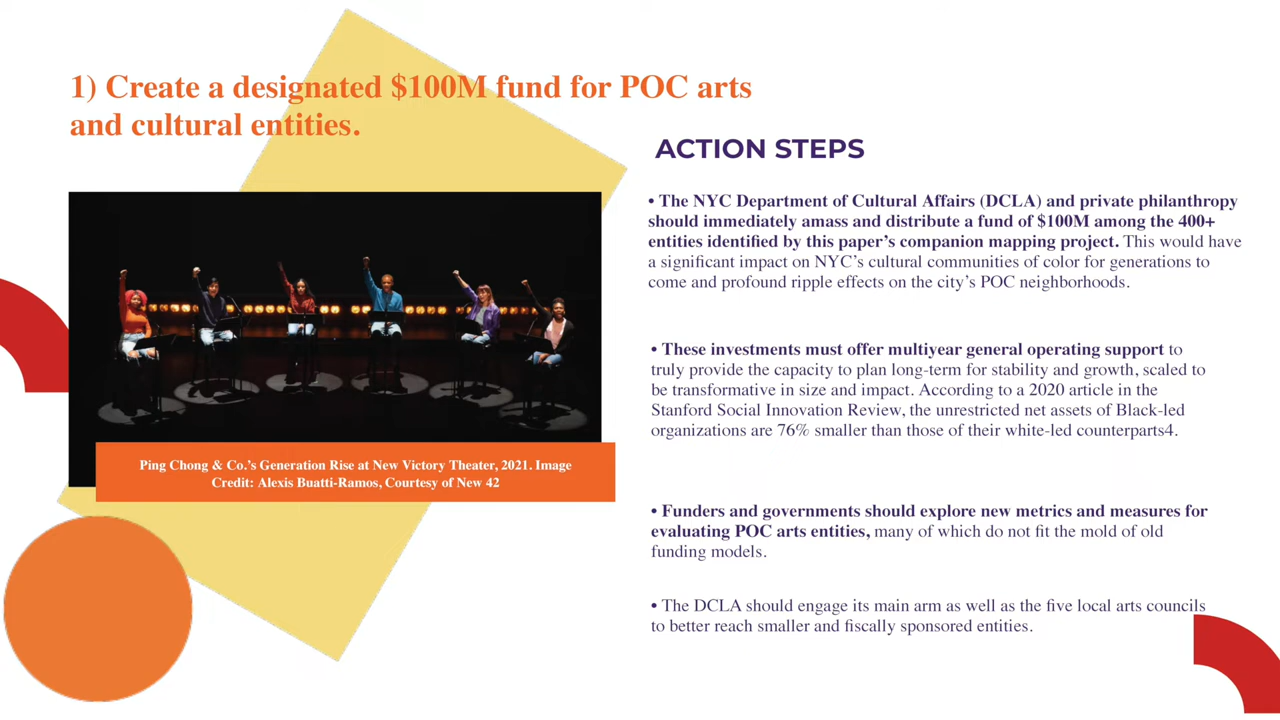 1) Create a designated $100M fund for POC arts
and cultural entities.
ACTION STEPS
• The NYC Department of Cultural Affairs (DCLA) and private philanthropy
should immediately amass and distribute a fund of $100M among the 400+
entities identified by this paper’s companion mapping project. This would have
a significant impact on NYC’s cultural communities of color for generations to
come and profound ripple effects on the city’s POC neighborhoods.
• These investments must offer multiyear general operating support to
truly provide the capacity to plan long-term for stability and growth, scaled to
be transformative in size and impact. According to a 2020 article in the
Stanford Social Innovation Review, the unrestricted net assets of Black-led
organizations are 76% smaller than those of their white-led counterparts4.
• Funders and governments should explore new metrics and measures for
evaluating POC arts entities, many of which do not fit the mold of old
funding models.
• The DCLA should engage its main arm as well as the five local arts councils
to better reach smaller and fiscally sponsored entities.
Ping Chong & Co.’s Generation Rise at New Victory Theater, 2021. Image
Credit: Alexis Buatti-Ramos, Courtesy of New 42